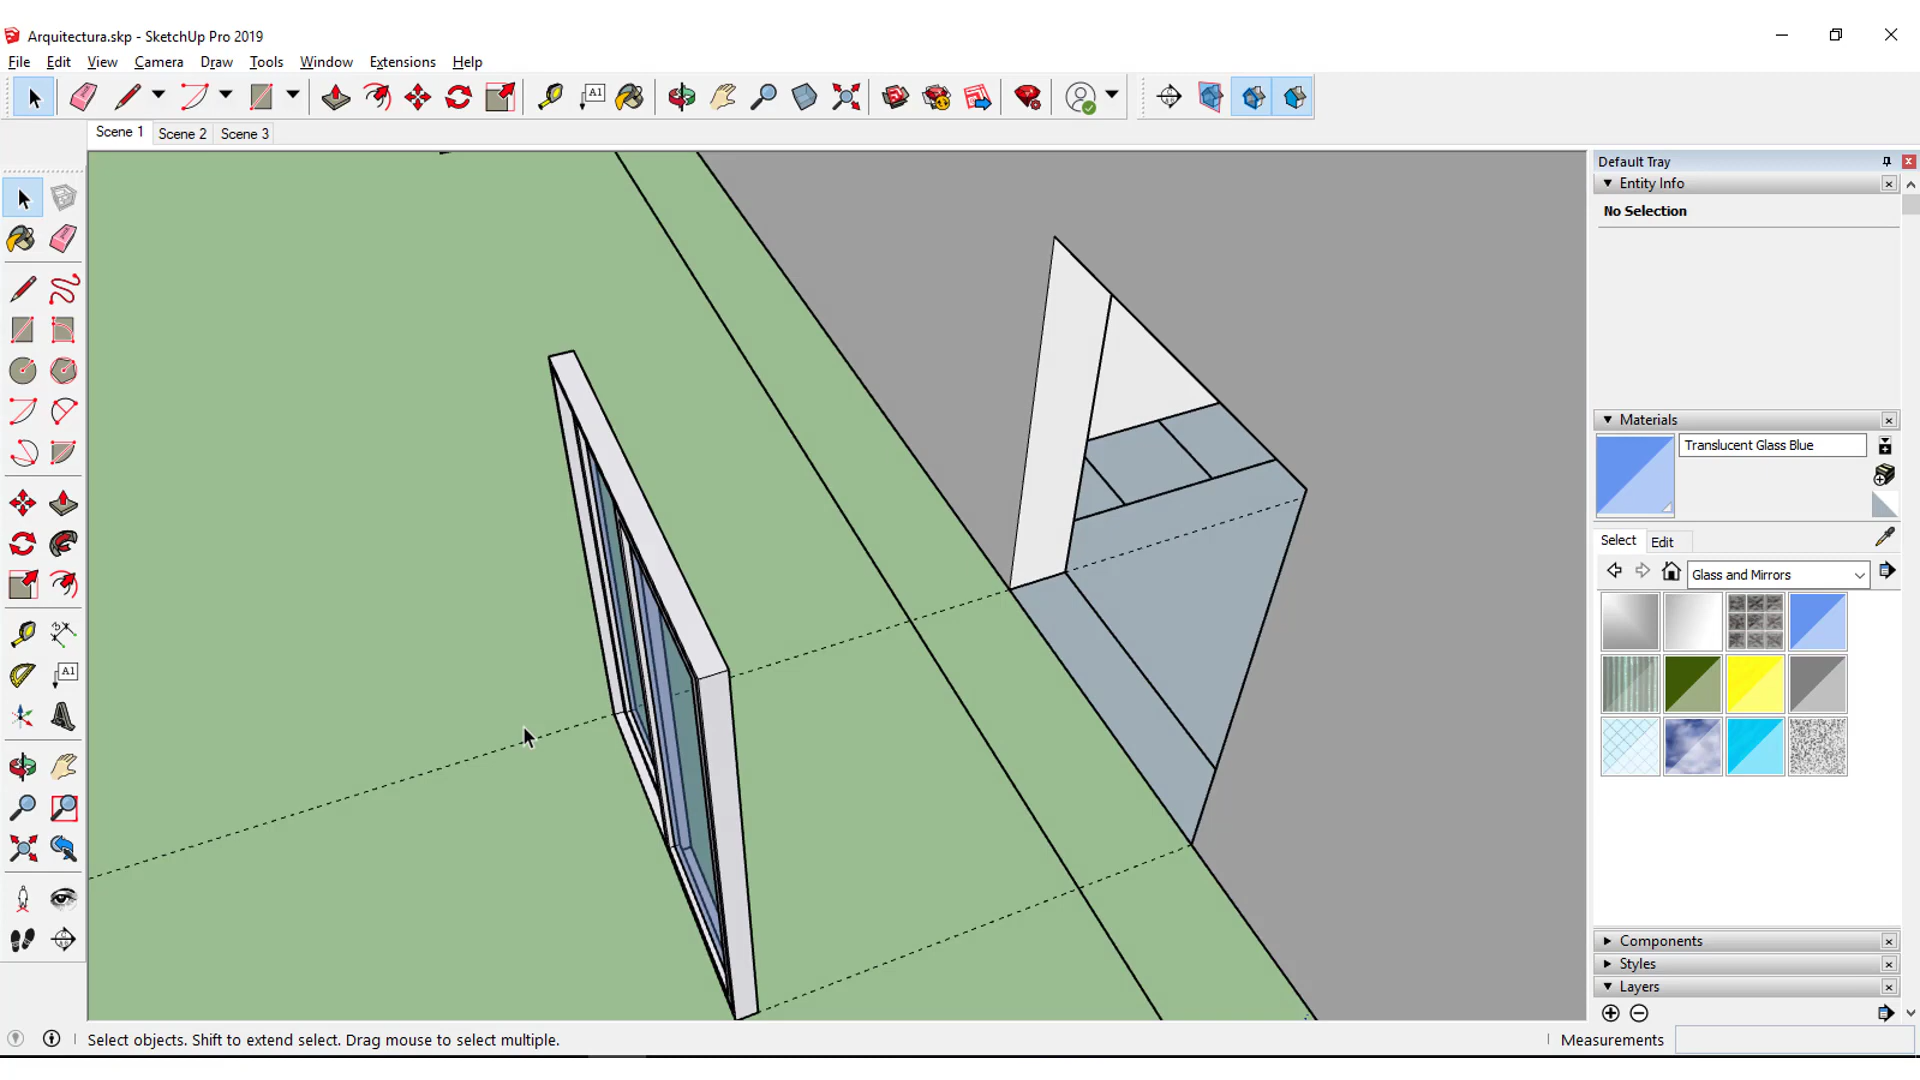 Arquitectura.skp - SketchUp Pro 2019
File Edit View Camera Draw Tools Window Extensions Help
A1
Scene 1 Scene 2 Scene 3
Default Tray
Entity Info
No Selection
Materials
Translucent Glass Blue
Select Edit
Glass and Mirrors
A1
Components
Styles
Layers
Select objects. Shift to extend select. Drag mouse to select multiple.
Measurements